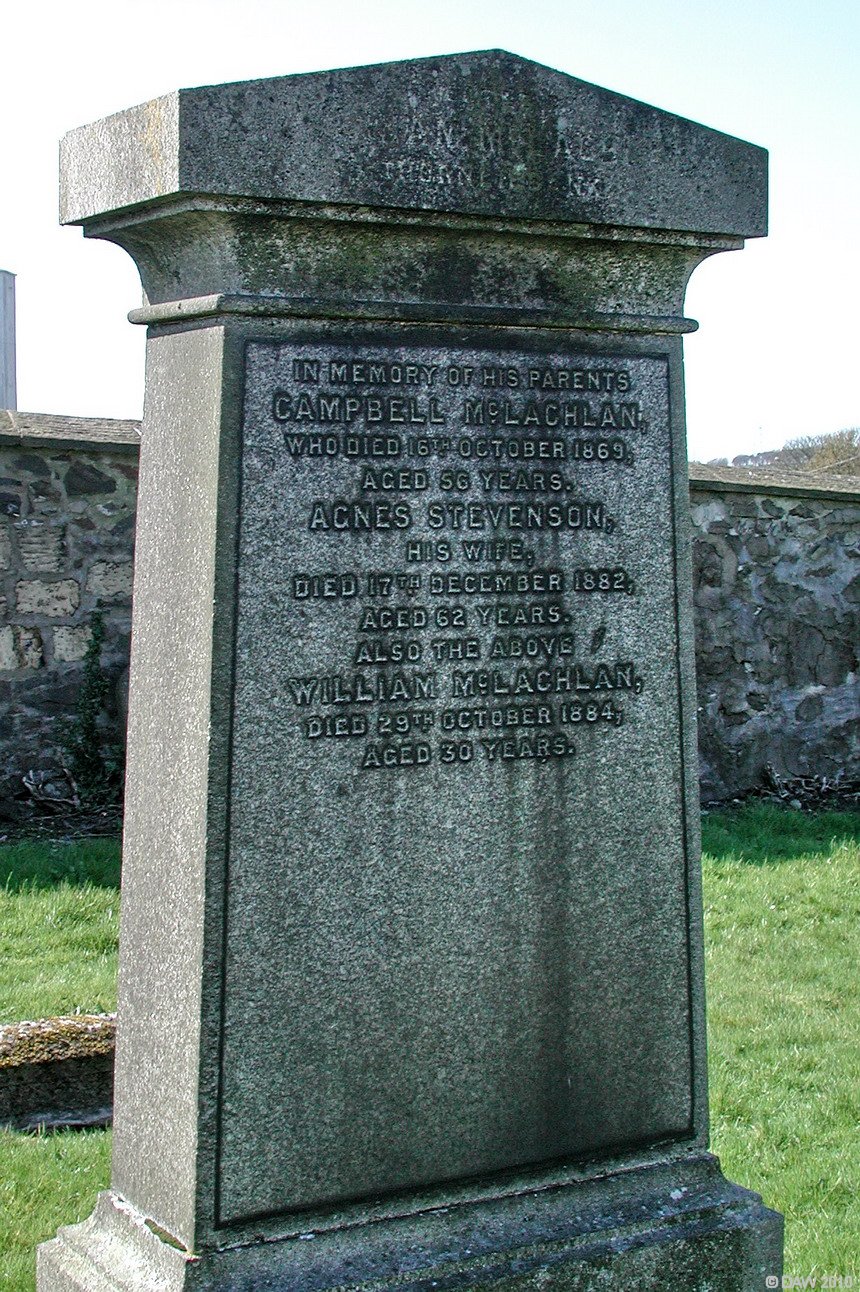 IN MEMORY OF HIS PARENTS
CAMPBELL McLACHLAN,
WHO DIED 16TH OCTOBER 1869,
AGED 56 YEARS.
AGNES STEVENSON,
HIS WIFE,
DIED 17TH DECEMBER 1882,
AGED 62 YEARS.
ALSO THE ABOVE
WILLIAM McLACHLAN,
DIED 29TH OCTOBER 1884,
AGED 30 YEARS.
© DAW 2010